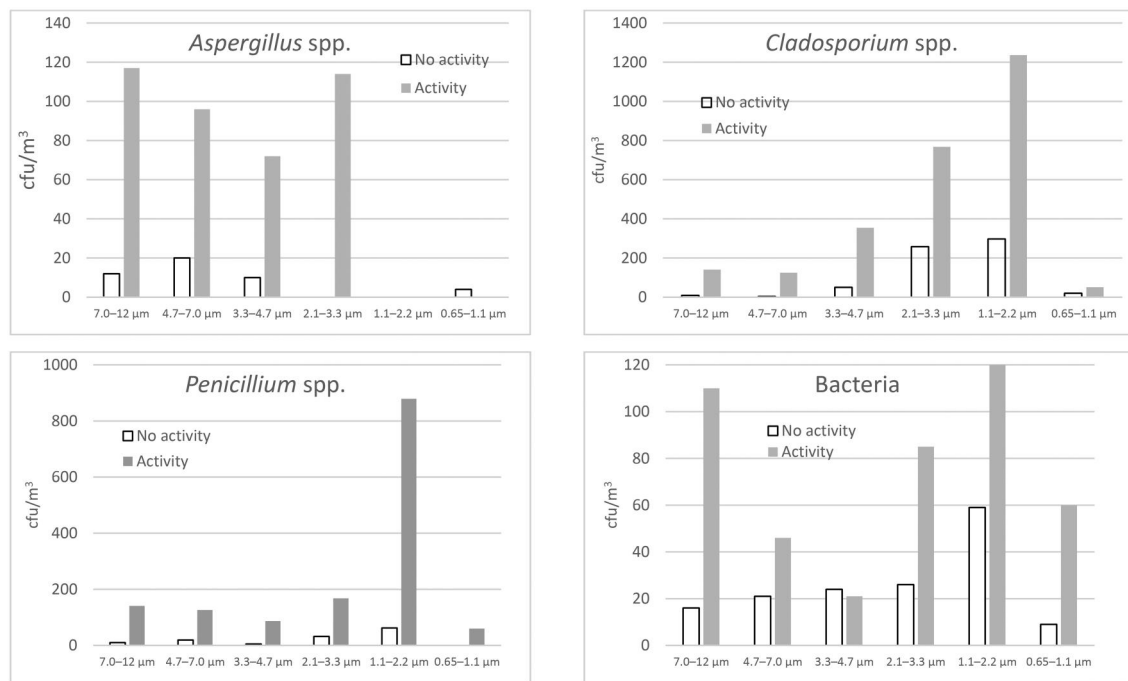 Aspergillus spp.
No activity
Activity
cfu/m³
140
120
100
80
60
40
20
0
7.0–12 µm 4.7–7.0 µm 3.3–4.7 µm 2.1–3.3 µm 1.1–2.2 µm 0.65–1.1 µm
Cladosporium spp.
No activity
Activity
1400
1200
1000
800
600
400
200
0
7.0–12 µm 4.7–7.0 µm 3.3–4.7 µm 2.1–3.3 µm 1.1–2.2 µm 0.65–1.1 µm
Penicillium spp.
No activity
Activity
cfu/m³
1000
800
600
400
200
0
7.0–12 µm 4.7–7.0 µm 3.3–4.7 µm 2.1–3.3 µm 1.1–2.2 µm 0.65–1.1 µm
Bacteria
No activity
Activity
cfu/m³
120
100
80
60
40
20
0
7.0–12 µm 4.7–7.0 µm 3.3–4.7 µm 2.1–3.3 µm 1.1–2.2 µm 0.65–1.1 µm